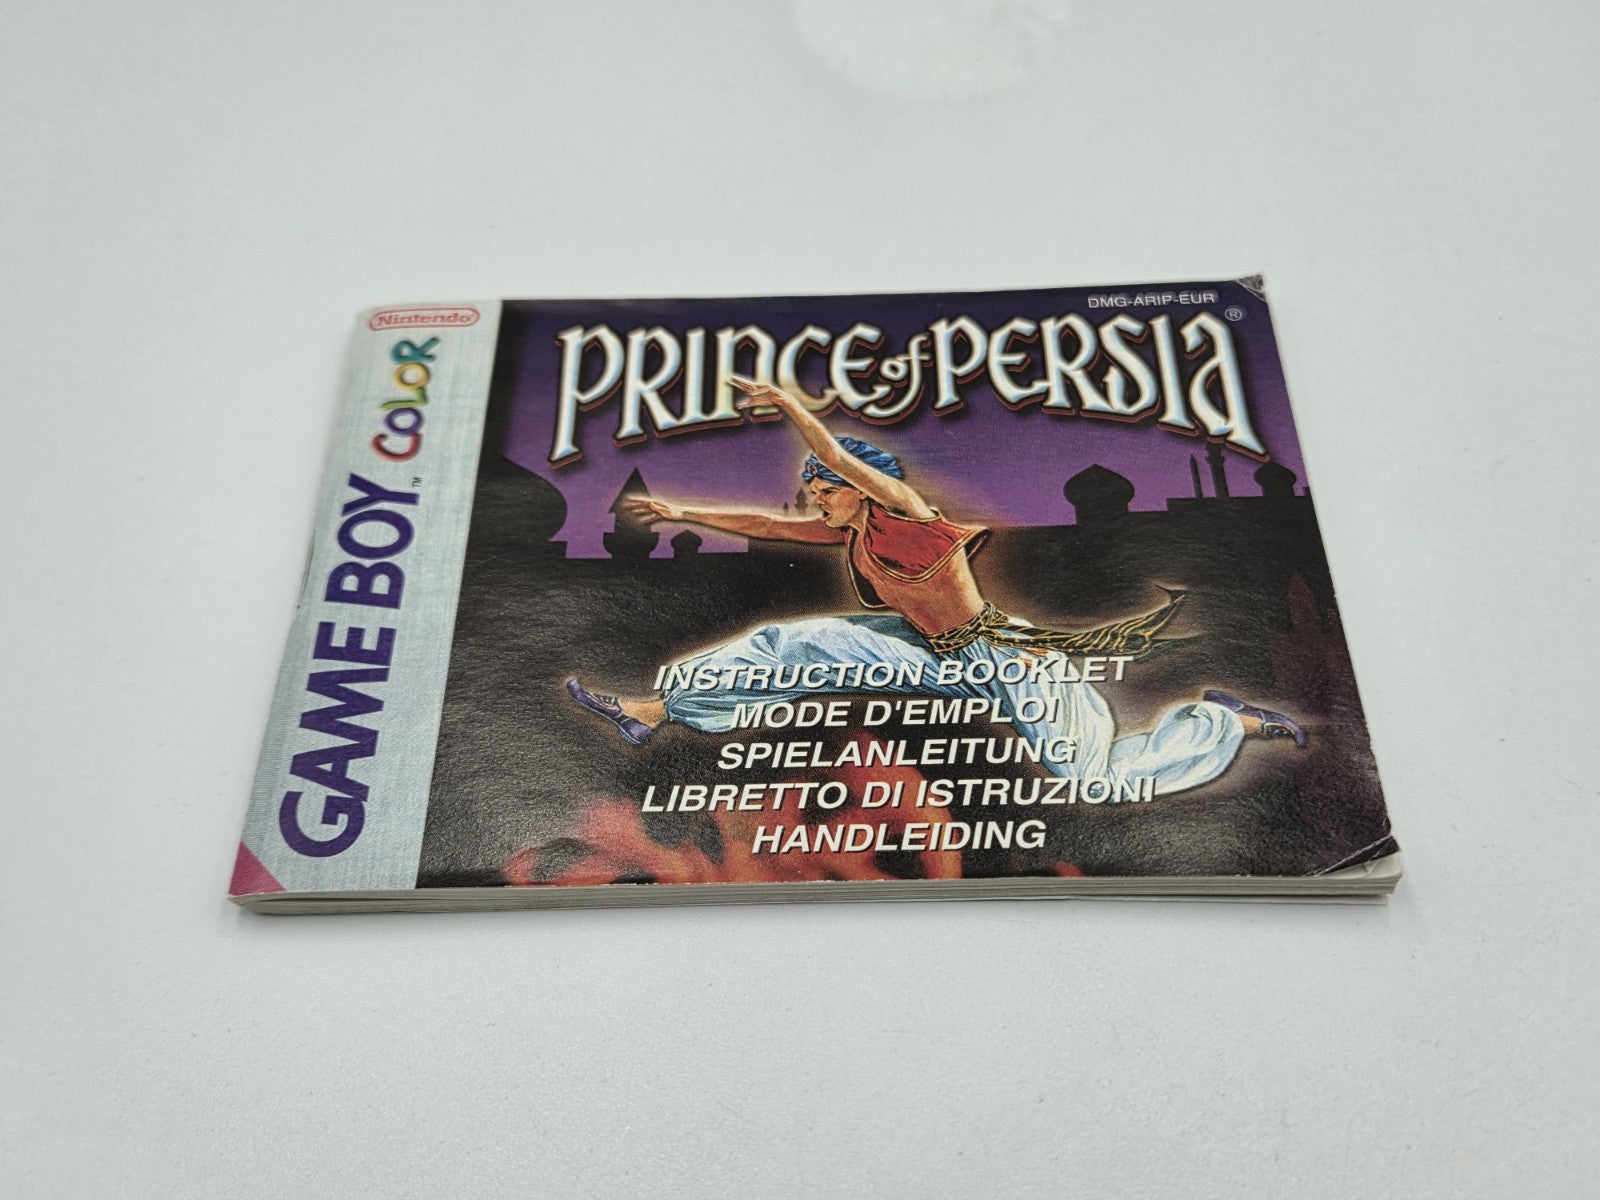 Nintendo®
GAME BOY COLOR
TM
DMG-ARIP-EUR
PRINCE of PERSIA®
INSTRUCTION BOOKLET
MODE D'EMPLOI
SPIELANLEITUNG
LIBRETTO DI ISTRUZIONI
HANDLEIDING